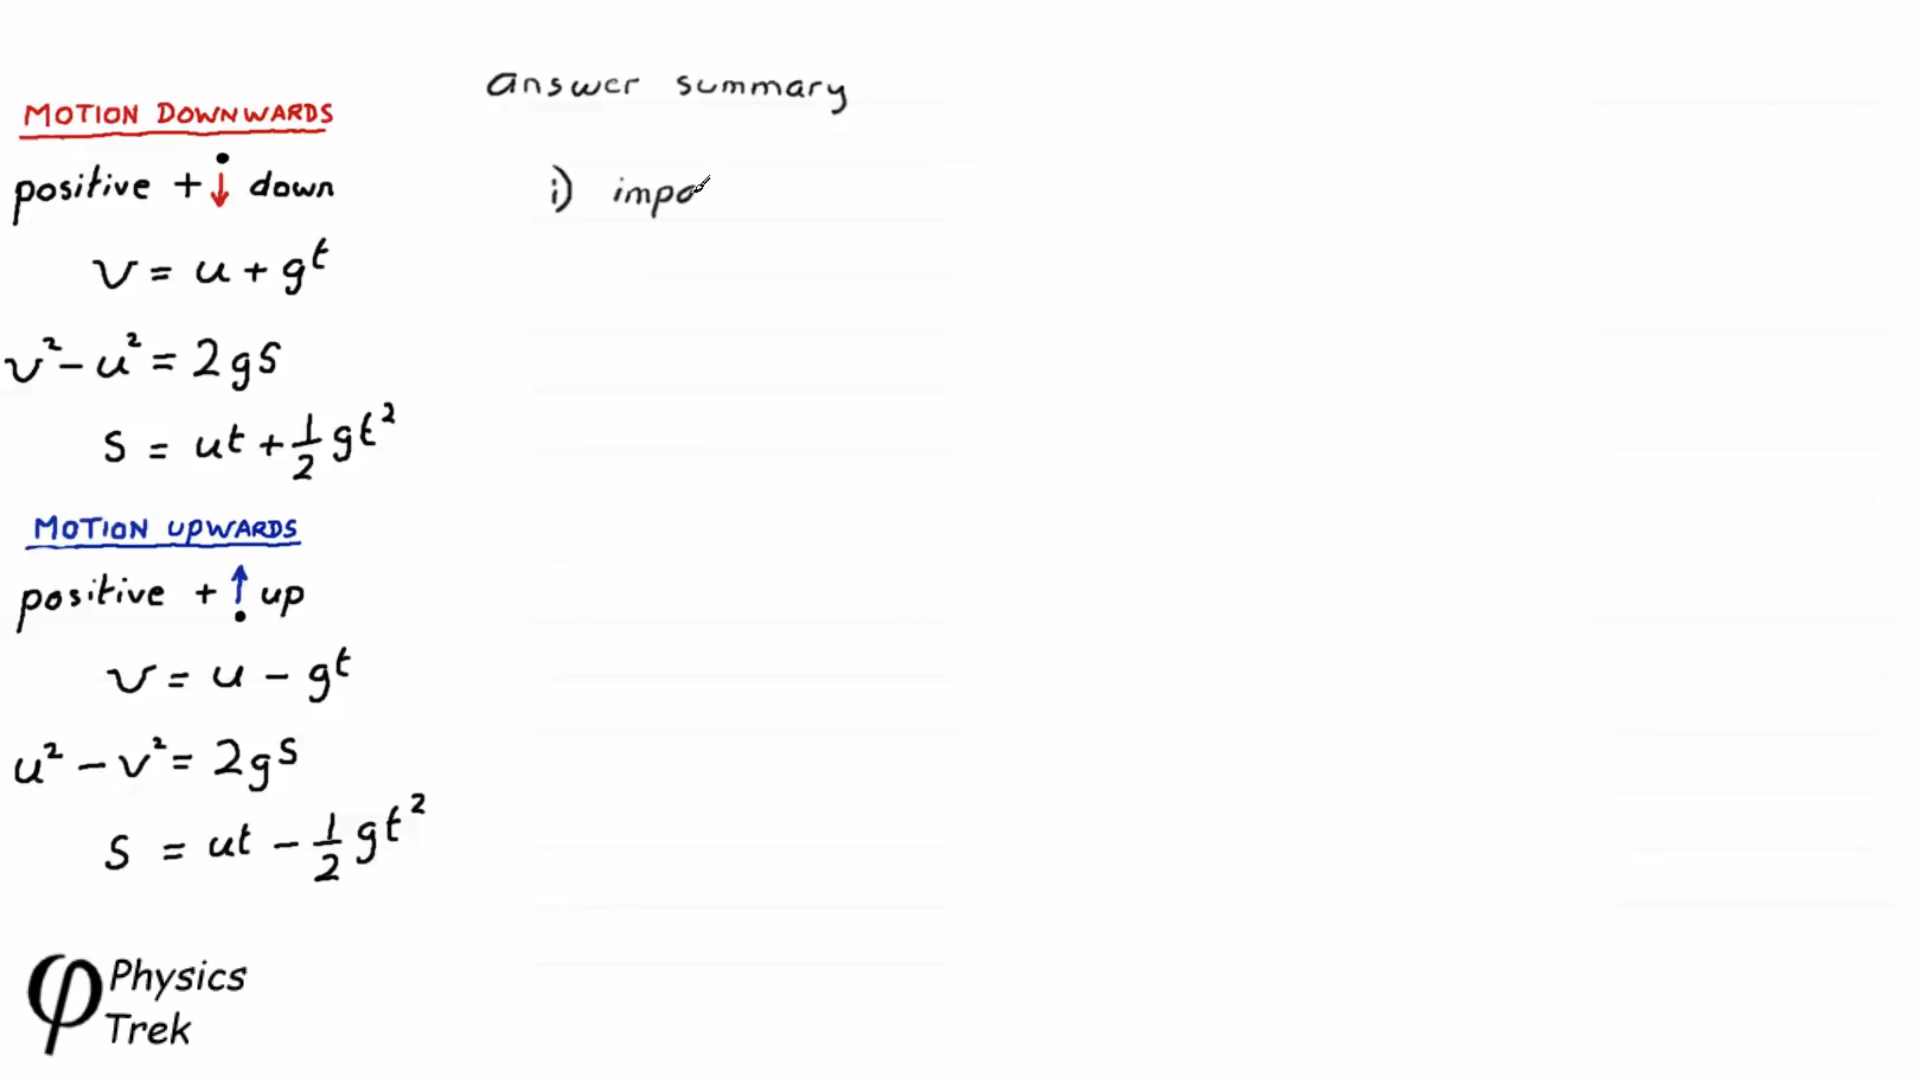 MOTION DOWNWARDS
positive + ↓ down
v = u + gt
v² − u² = 2gs
s = ut + ½gt²
MOTION UPWARDS
positive + ↑ up
v = u − gt
u² − v² = 2gs
s = ut − ½gt²
φ Physics
Trek
answer summary
i) impa